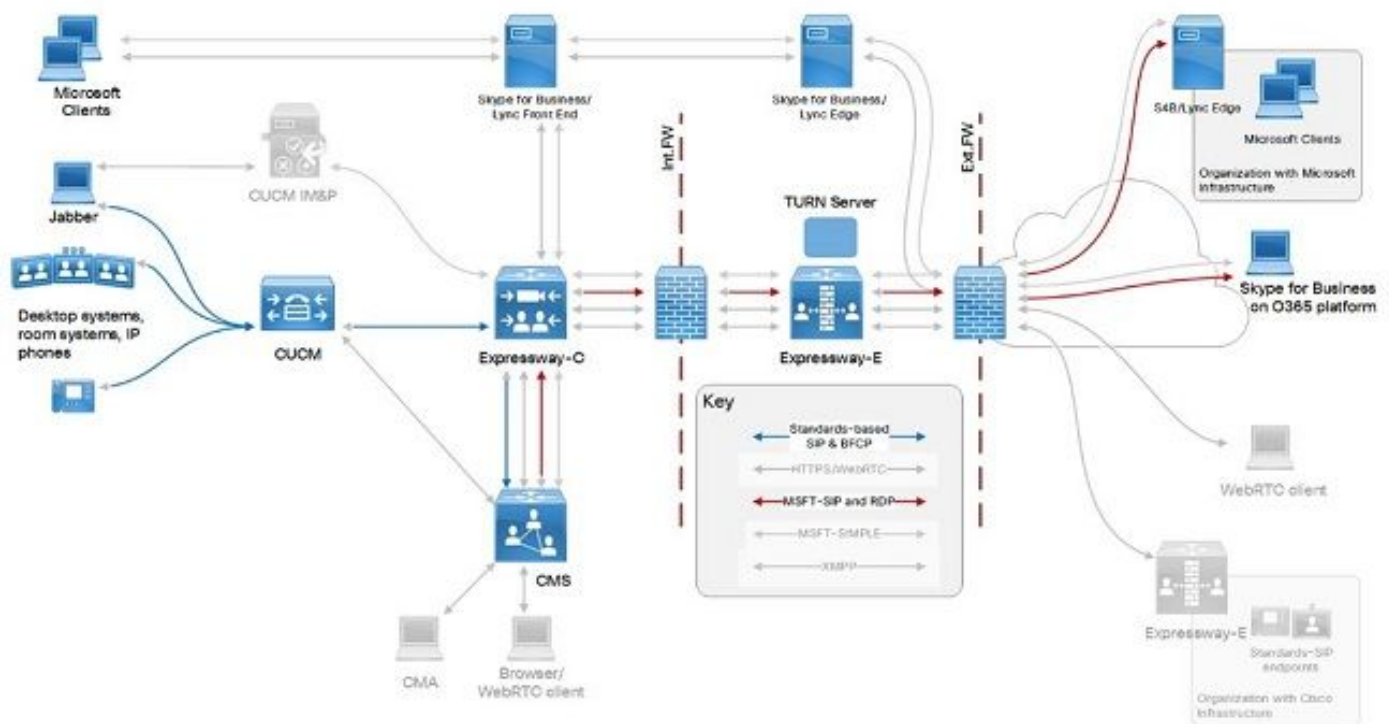 Microsoft
Clients
Skype for Business/
Lync Front End
Skype for Business/
Lync Edge
S4B/Lync Edge
Microsoft Clients
Organization with Microsoft
Infrastructure
Int.FW
Ext.FW
CUCM IM&P
Jabber
TURN Server
Skype for Business
on O365 platform
Desktop systems,
room systems, IP
phones
CUCM
Expressway-C
Expressway-E
Key
Standards-based
SIP & BFCP
HTTPS/WebRTC
MSFT-SIP and RDP
MSFT-SIMPLE
XMPP
WebRTC client
CMS
CMA
Browser/
WebRTC client
Expressway-E
Standards-SIP
endpoints
Organization with Cisco
Infrastructure